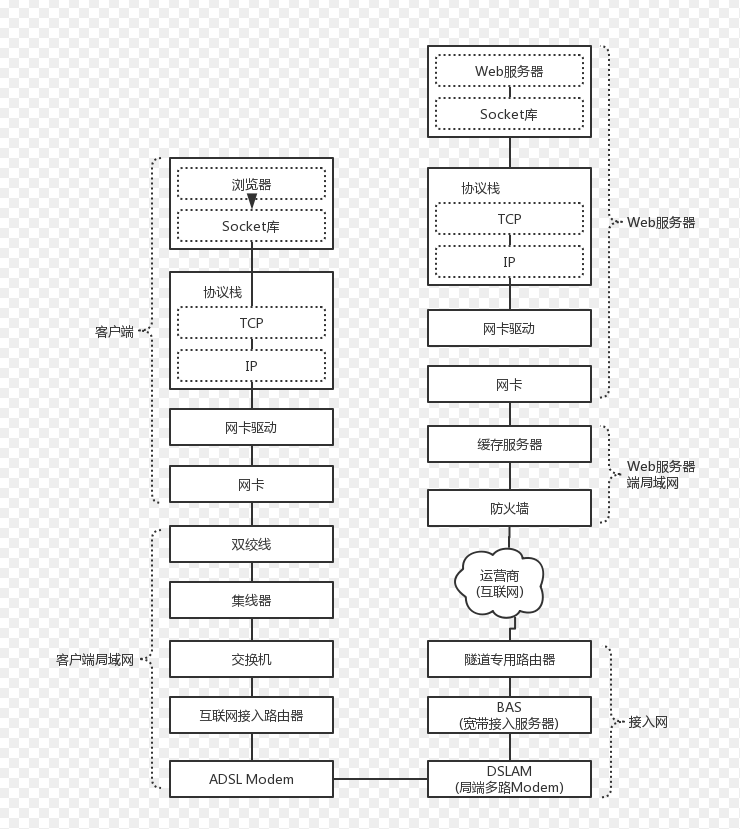 客户端
浏览器
Socket库
协议栈
TCP
IP
网卡驱动
网卡
客户端局域网
双绞线
集线器
交换机
互联网接入路由器
ADSL Modem
Web服务器
Socket库
协议栈
TCP
IP
网卡驱动
网卡
Web服务器
缓存服务器
防火墙
Web服务器
端局域网
运营商
(互联网)
隧道专用路由器
BAS
(宽带接入服务器)
DSLAM
(局端多路Modem)
接入网